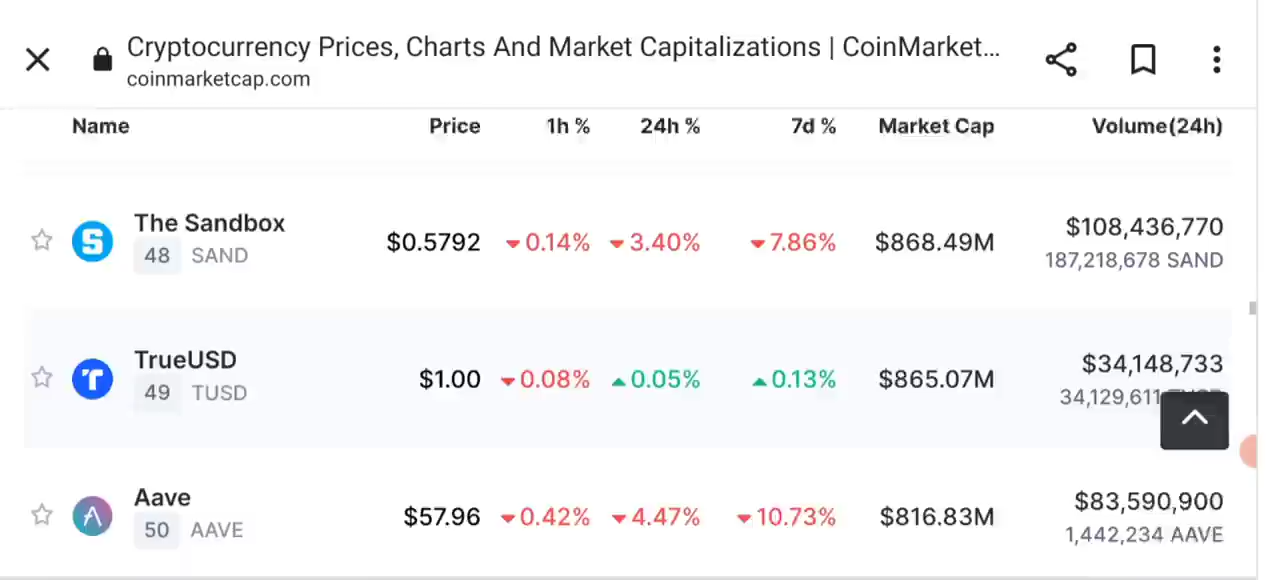 Cryptocurrency Prices, Charts And Market Capitalizations | CoinMarket...
coinmarketcap.com
Name Price 1h % 24h % 7d % Market Cap Volume(24h)
The Sandbox
48 SAND
$0.5792 0.14% 3.40% 7.86% $868.49M
$108,436,770
187,218,678 SAND
TrueUSD
49 TUSD
$1.00 0.08% 0.05% 0.13% $865.07M
$34,148,733
34,129,611
Aave
50 AAVE
$57.96 0.42% 4.47% 10.73% $816.83M
$83,590,900
1,442,234 AAVE